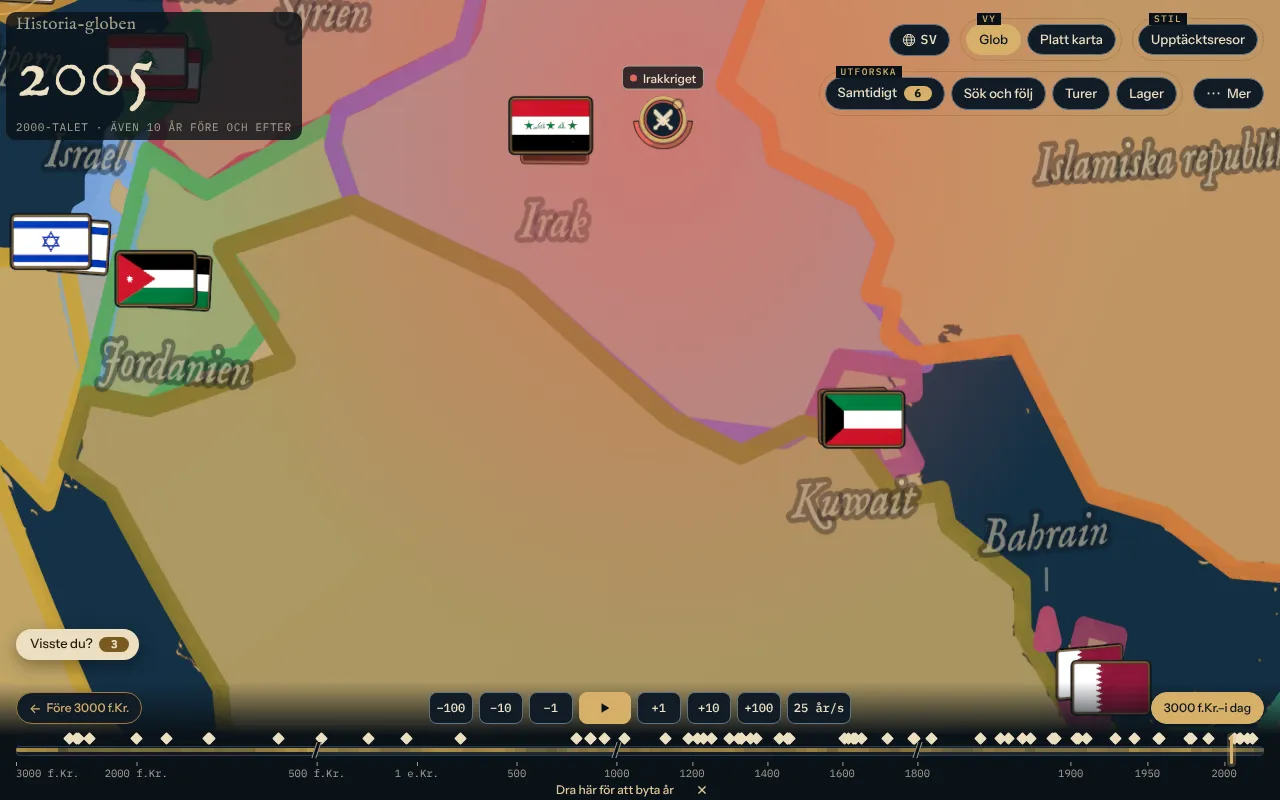 Historia-globen
2005
2000-TALET · ÄVEN 10 ÅR FÖRE OCH EFTER
Syrien
SV
VY
Glob
Platt karta
STIL
Upptäcktsresor
UTFORSKA
Samtidigt 6
Sök och följ
Turer
Lager
··· Mer
Irakkriget
Israel
Islamiska republi
Irak
Jordanien
Kuwait
Bahrain
Visste du? 3
← Före 3000 f.Kr.
−100
−10
−1
+1
+10
+100
25 år/s
3000 f.Kr.–i dag
3000 f.Kr.
2000 f.Kr.
500 f.Kr.
1 e.Kr.
500
1000
1200
1400
1600
1800
1900
1950
2000
Dra här för att byta år ✕